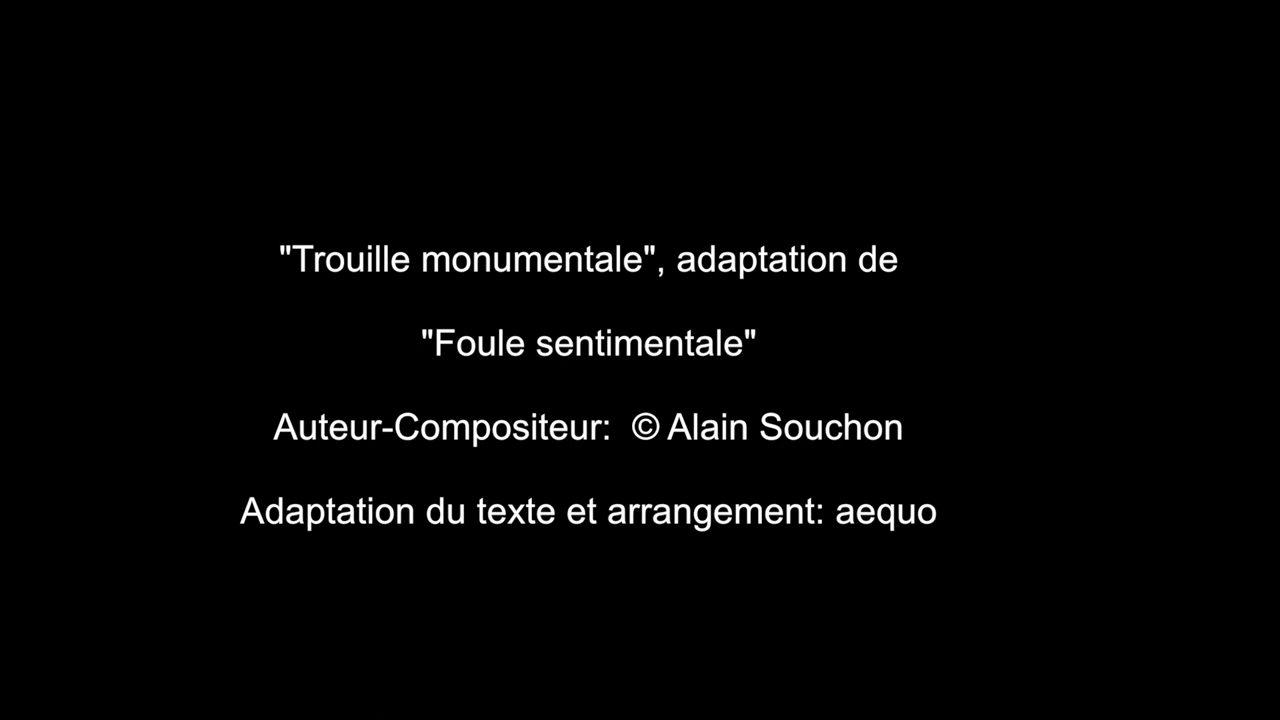 "Trouille monumentale", adaptation de
"Foule sentimentale"
Auteur-Compositeur:  © Alain Souchon
Adaptation du texte et arrangement: aequo